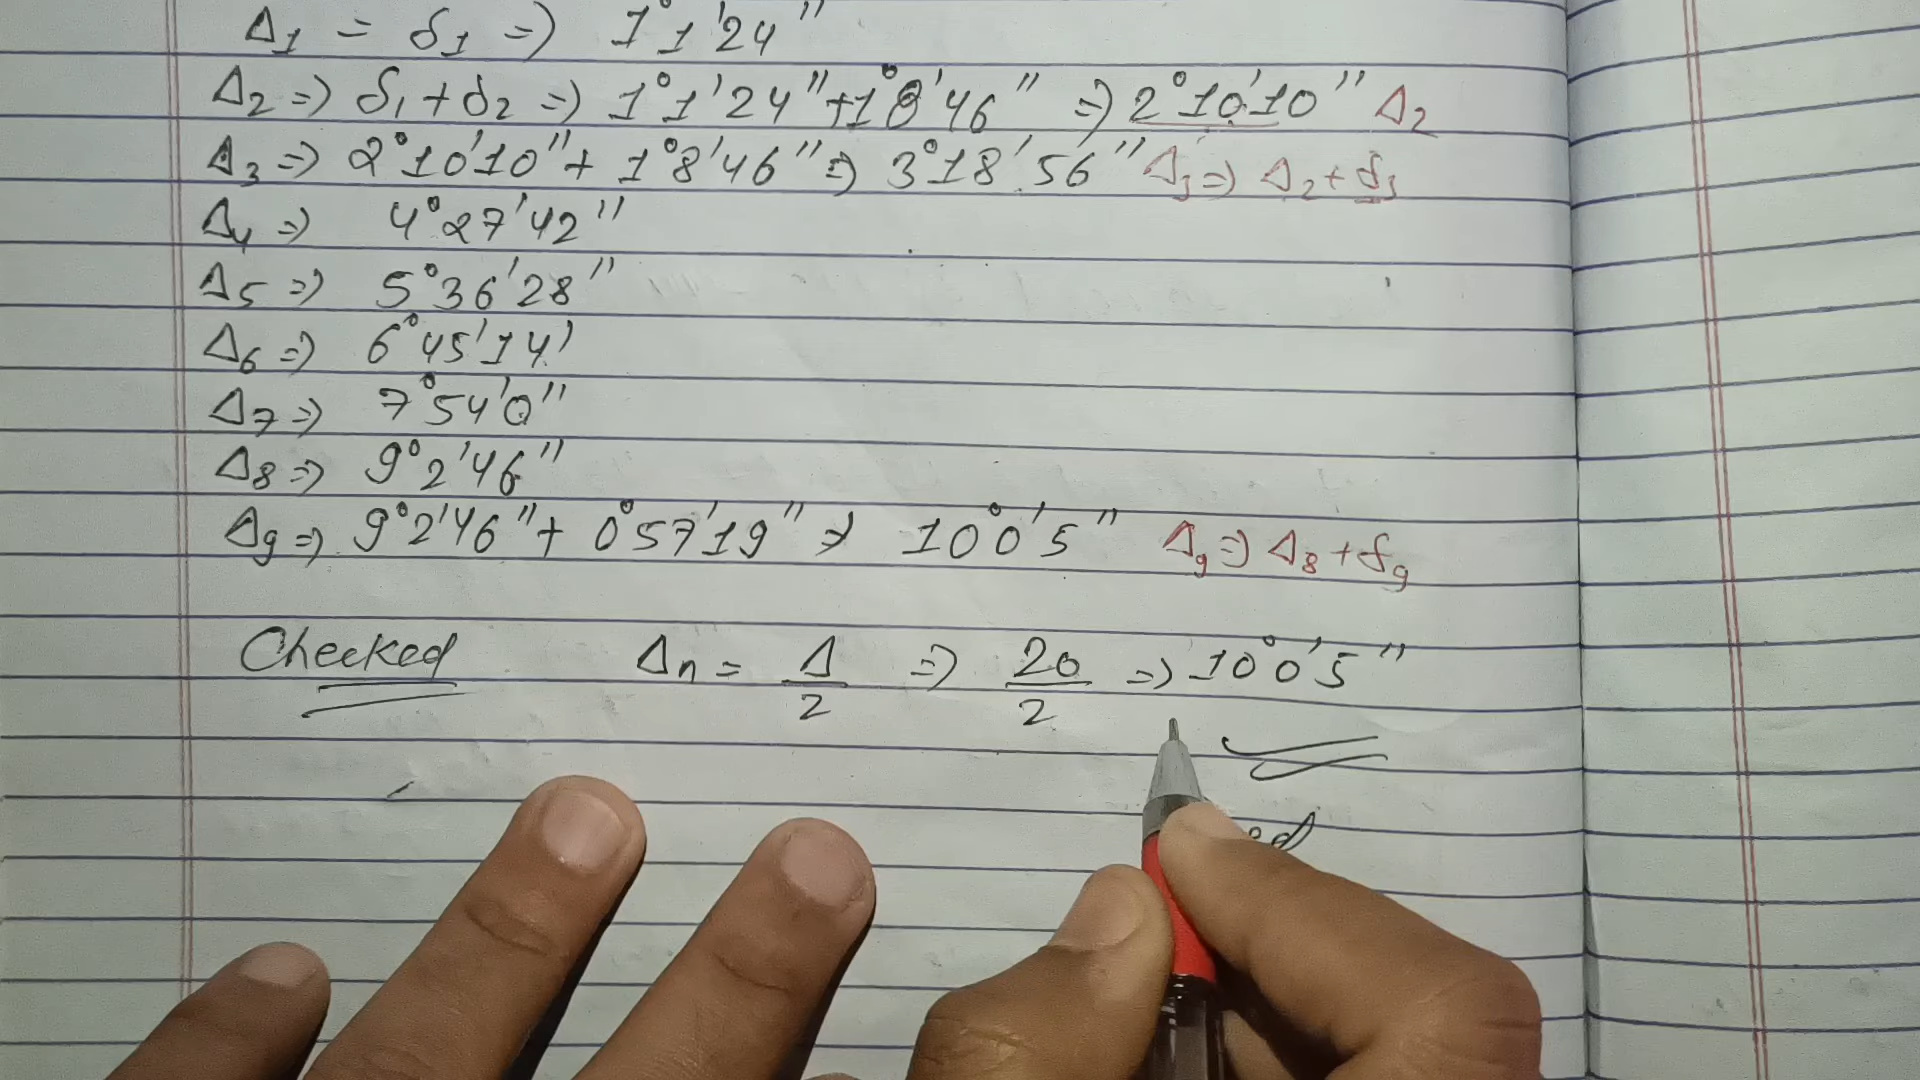 Δ1 = δ1 => 1°1'24"
Δ2 => δ1+δ2 => 1°1'24"+1°8'46" => 2°10'10" Δ2
Δ3 => 2°10'10"+ 1°8'46" => 3°18'56" Δ3 => Δ2+δ3
Δ4 => 4°27'42"
Δ5 => 5°36'28"
Δ6 => 6°45'14'
Δ7 => 7°54'0"
Δ8 => 9°2'46"
Δ9 => 9°2'46"+ 0°57'19" => 10°0'5" Δ9 => Δ8+δ9
Checked Δn = Δ/2 => 20/2 => 10°0'5"